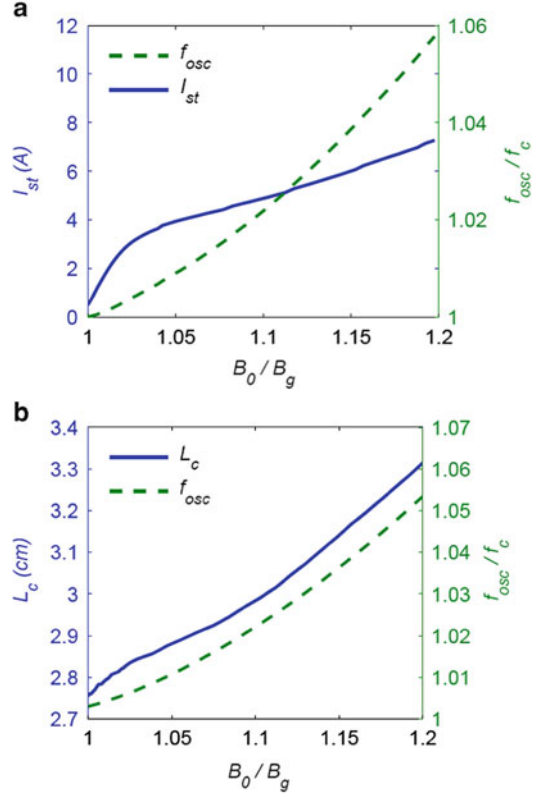 a
12
10
8
6
4
2
0
I_st (A)
f_osc
I_st
1.06
1.04
1.02
1
f_osc / f_c
1 1.05 1.1 1.15 1.2
B_0 / B_g
b
3.4
3.3
3.2
3.1
3
2.9
2.8
2.7
L_c (cm)
L_c
f_osc
1.07
1.06
1.05
1.04
1.03
1.02
1.01
1
f_osc / f_c
1 1.05 1.1 1.15 1.2
B_0 / B_g